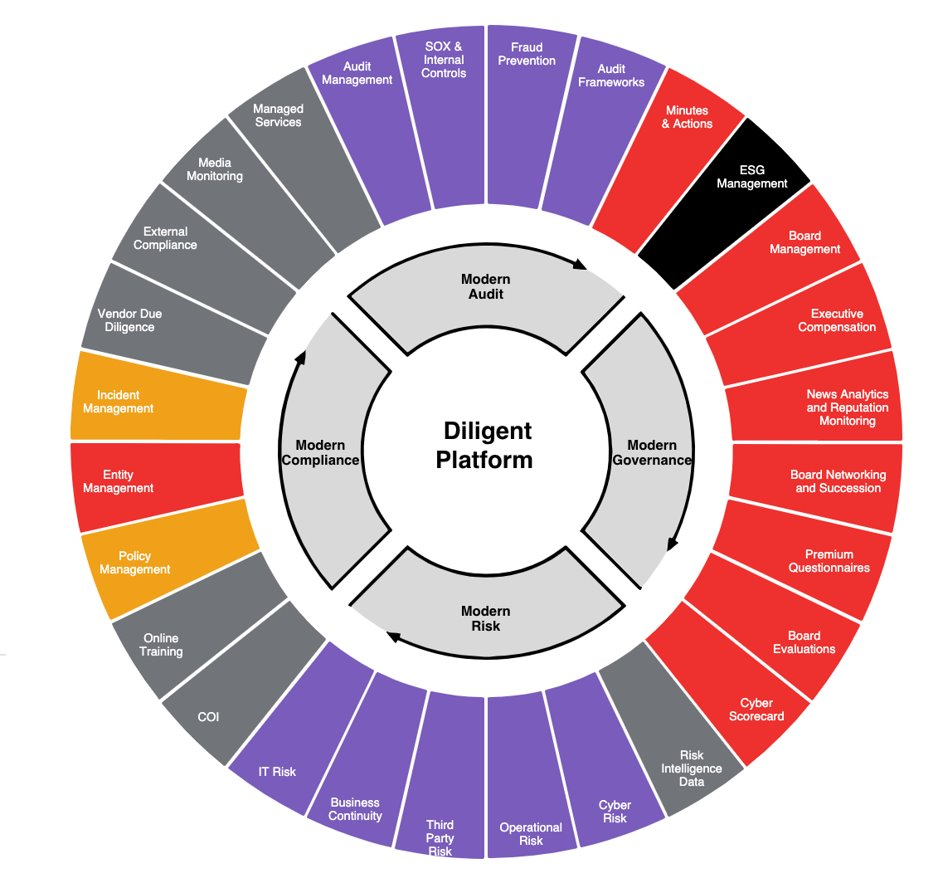 Audit
Management
SOX &
Internal
Controls
Fraud
Prevention
Audit
Frameworks
Minutes
& Actions
ESG
Management
Board
Management
Executive
Compensation
News Analytics
and Reputation
Monitoring
Board Networking
and Succession
Premium
Questionnaires
Board
Evaluations
Cyber
Scorecard
Risk
Intelligence
Data
Cyber
Risk
Operational
Risk
Third
Party
Risk
Business
Continuity
IT Risk
COI
Online
Training
Policy
Management
Entity
Management
Incident
Management
Vendor Due
Diligence
External
Compliance
Media
Monitoring
Managed
Services
Modern
Audit
Modern
Governance
Modern
Risk
Modern
Compliance
Diligent
Platform